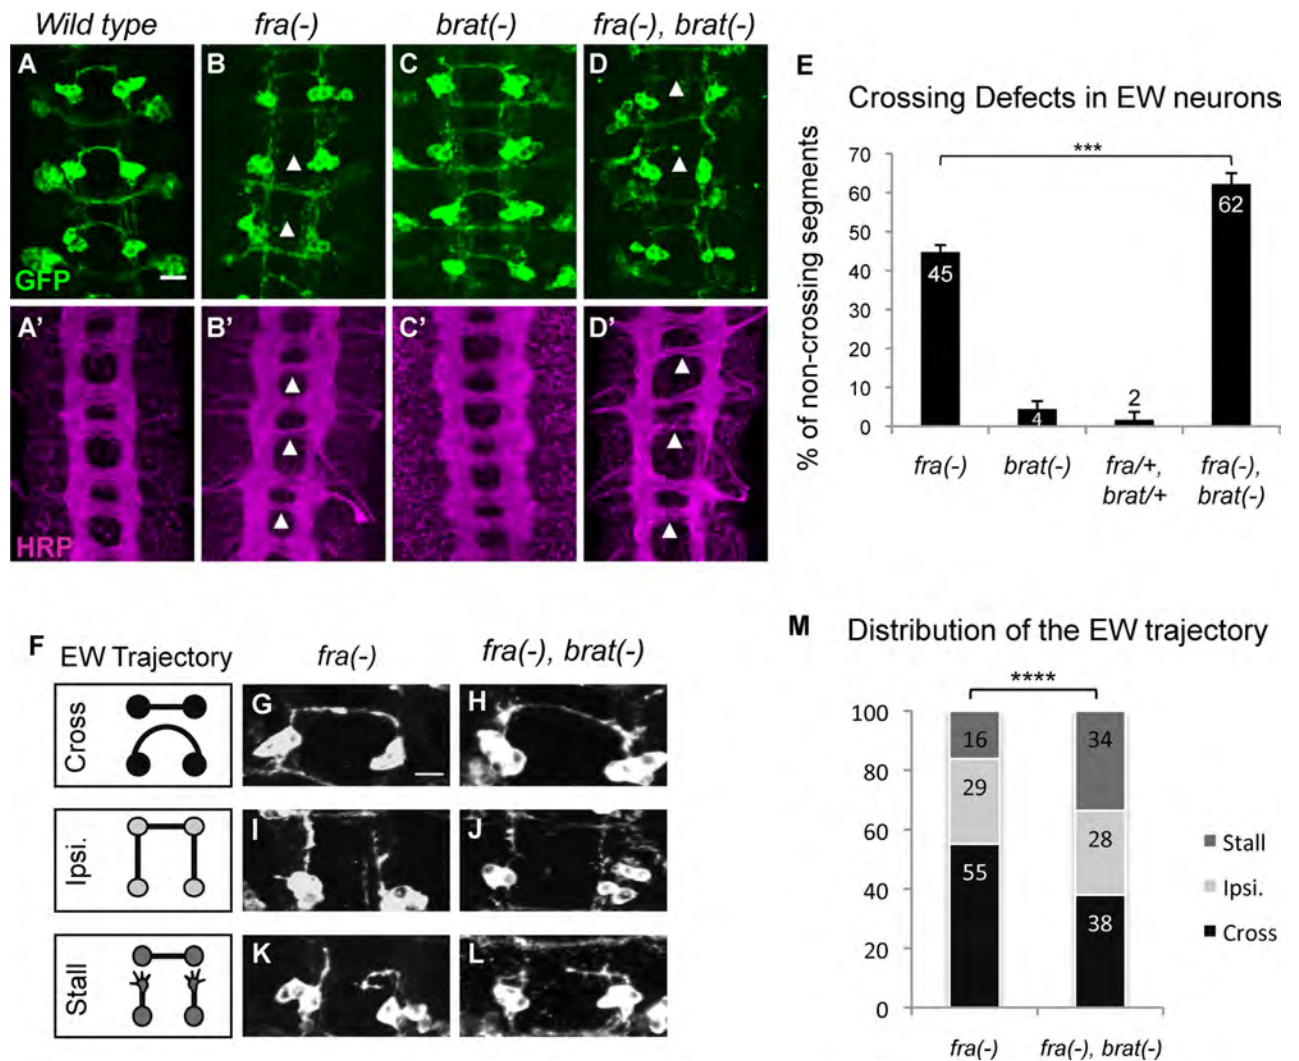 Wild type fra(-) brat(-) fra(-), brat(-)
A B C D
GFP
A' B' C' D'
HRP
E
Crossing Defects in EW neurons
***
% of non-crossing segments
70
60
50
40
30
20
10
0
45
4
2
62
fra(-) brat(-) fra/+, fra(-),
brat/+ brat(-)
F
EW Trajectory fra(-) fra(-), brat(-)
Cross
G H
Ipsi.
I J
Stall
K L
M
Distribution of the EW trajectory
****
100
80
60
40
20
0
16
29
55
34
28
38
Stall
Ipsi.
Cross
fra(-) fra(-), brat(-)